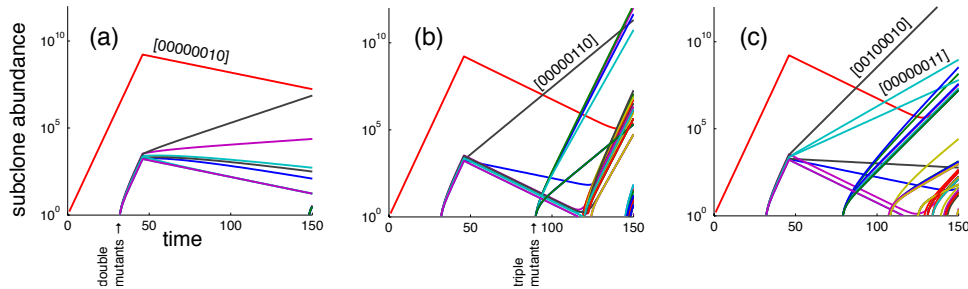 subclone abundance
10^10
10^5
10^0
(a)
[00000010]
0
50
100
150
time
double
mutants →
10^10
10^5
10^0
(b)
[00000110]
0
50
100
150
triple
mutants
10^10
10^5
10^0
(c)
[00100010]
[00000011]
0
50
100
150